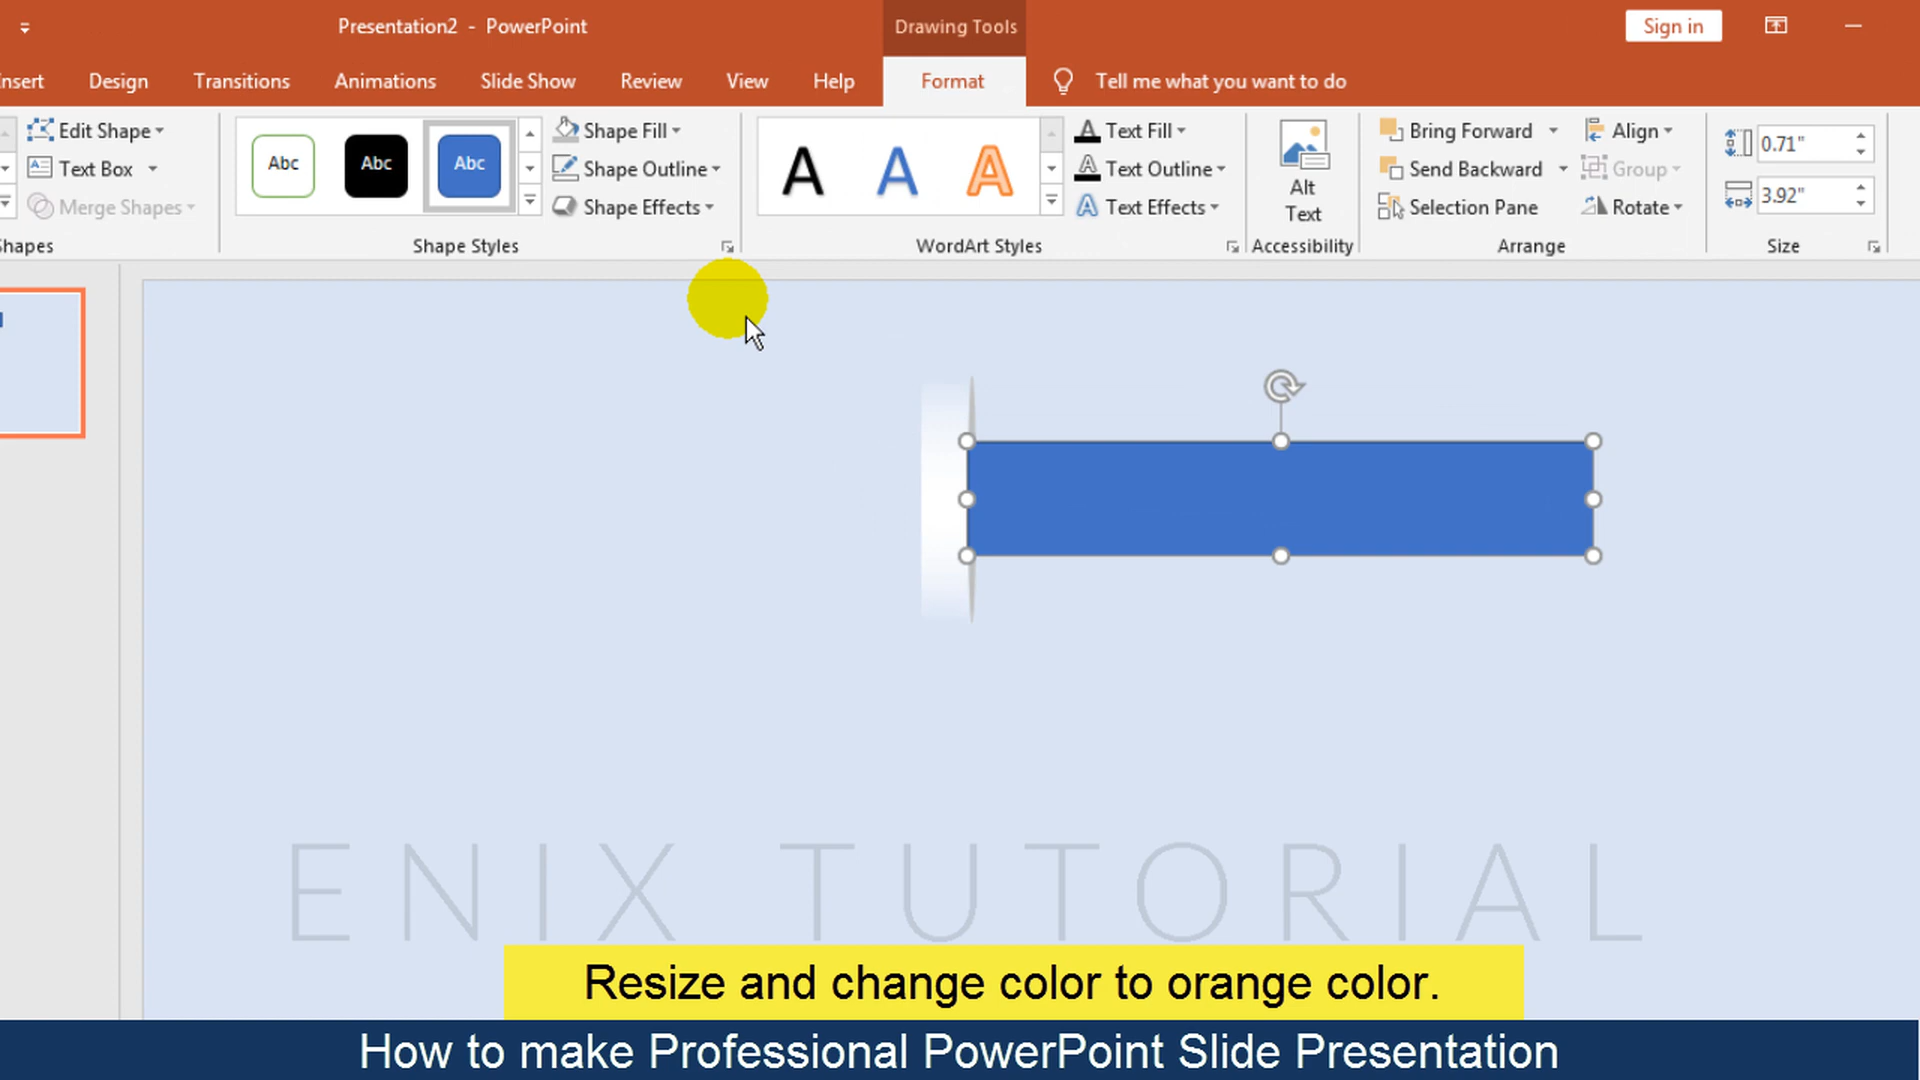 Presentation2 - PowerPoint
Drawing Tools
Sign in
nsert Design Transitions Animations Slide Show Review View Help Format Tell me what you want to do
Edit Shape
Text Box
Merge Shapes
Shapes
Abc Abc Abc
Shape Fill
Shape Outline
Shape Effects
Shape Styles
A A A
Text Fill
Text Outline
Text Effects
WordArt Styles
Alt
Text
Accessibility
Bring Forward
Send Backward
Selection Pane
Align
Group
Rotate
Arrange
0.71"
3.92"
Size
ENIX TUTORIAL
Resize and change color to orange color.
How to make Professional PowerPoint Slide Presentation